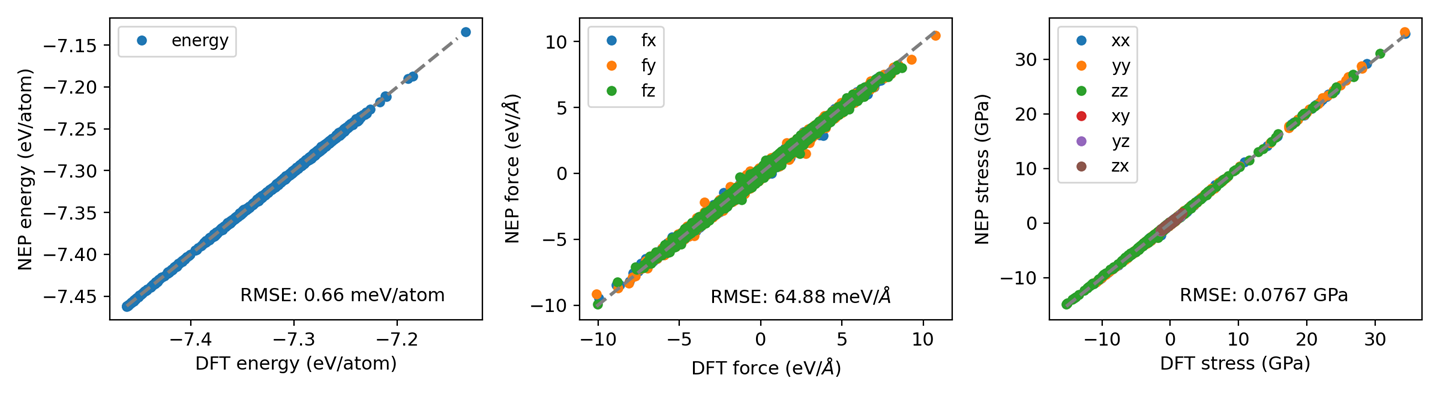 energy
−7.15
−7.20
−7.25
−7.30
−7.35
−7.40
−7.45
NEP energy (eV/atom)
RMSE: 0.66 meV/atom
−7.4
−7.3
−7.2
DFT energy (eV/atom)
fx
fy
fz
10
5
0
−5
−10
NEP force (eV/Å)
RMSE: 64.88 meV/Å
−10
−5
0
5
10
DFT force (eV/Å)
xx
yy
zz
xy
yz
zx
30
20
10
0
−10
NEP stress (GPa)
RMSE: 0.0767 GPa
−10
0
10
20
30
DFT stress (GPa)